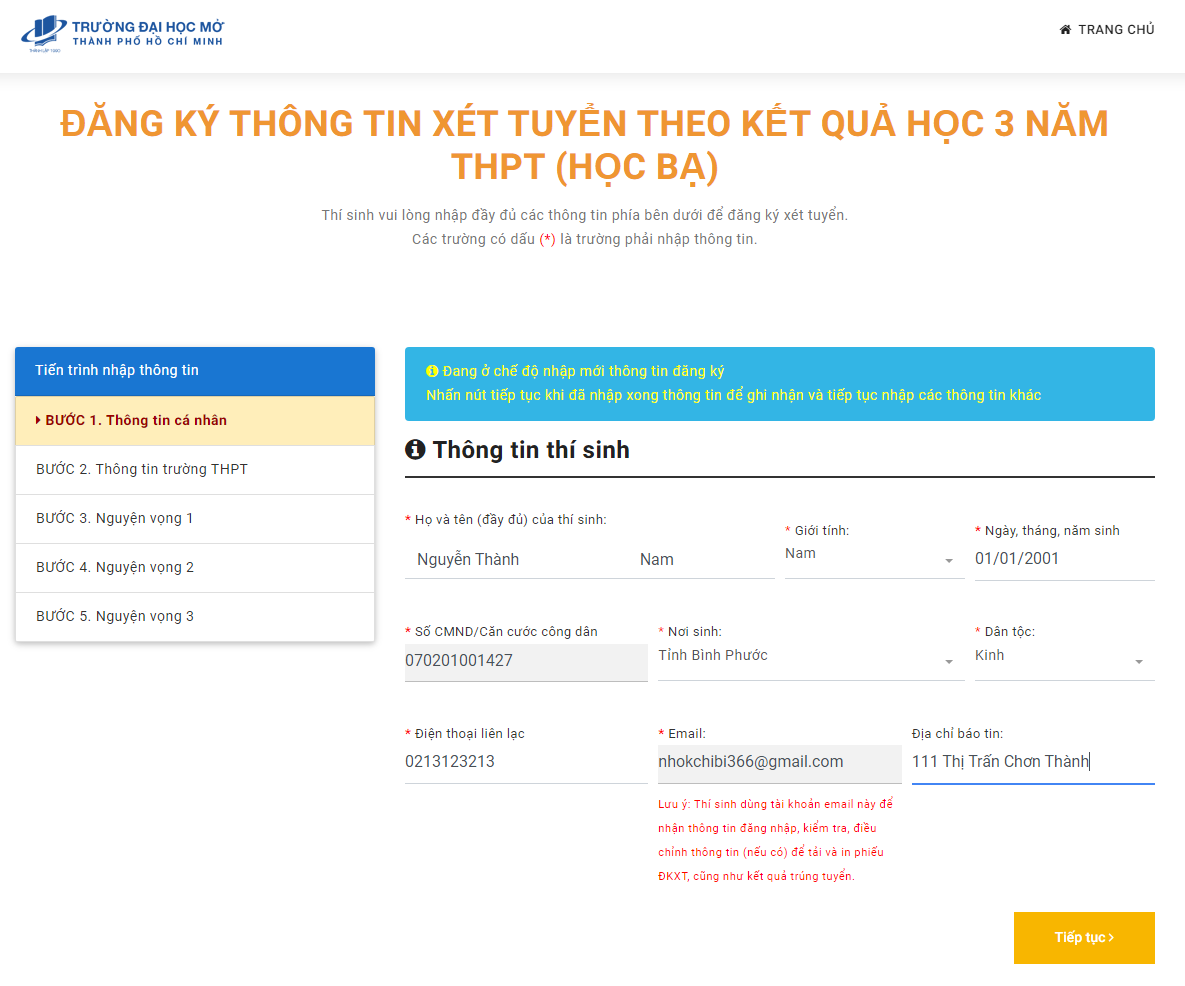 TRƯỜNG ĐẠI HỌC MỞ
THÀNH PHỐ HỒ CHÍ MINH
TRANG CHỦ
ĐĂNG KÝ THÔNG TIN XÉT TUYỂN THEO KẾT QUẢ HỌC 3 NĂM
THPT (HỌC BẠ)
Thí sinh vui lòng nhập đầy đủ các thông tin phía bên dưới để đăng ký xét tuyển.
Các trường có dấu (*) là trường phải nhập thông tin.
Tiến trình nhập thông tin
BƯỚC 1. Thông tin cá nhân
BƯỚC 2. Thông tin trường THPT
BƯỚC 3. Nguyện vọng 1
BƯỚC 4. Nguyện vọng 2
BƯỚC 5. Nguyện vọng 3
Đang ở chế độ nhập mới thông tin đăng ký
Nhấn nút tiếp tục khi đã nhập xong thông tin để ghi nhận và tiếp tục nhập các thông tin khác
Thông tin thí sinh
* Họ và tên (đầy đủ) của thí sinh:
Nguyễn Thành Nam
* Giới tính:
Nam
* Ngày, tháng, năm sinh
01/01/2001
* Số CMND/Căn cước công dân
070201001427
* Nơi sinh:
Tỉnh Bình Phước
* Dân tộc:
Kinh
* Điện thoại liên lạc
0213123213
* Email:
nhokchibi366@gmail.com
Lưu ý: Thí sinh dùng tài khoản email này để
nhận thông tin đăng nhập, kiểm tra, điều
chỉnh thông tin (nếu có) để tải và in phiếu
ĐKXT, cũng như kết quả trúng tuyển.
Địa chỉ báo tin:
111 Thị Trấn Chơn Thành
Tiếp tục